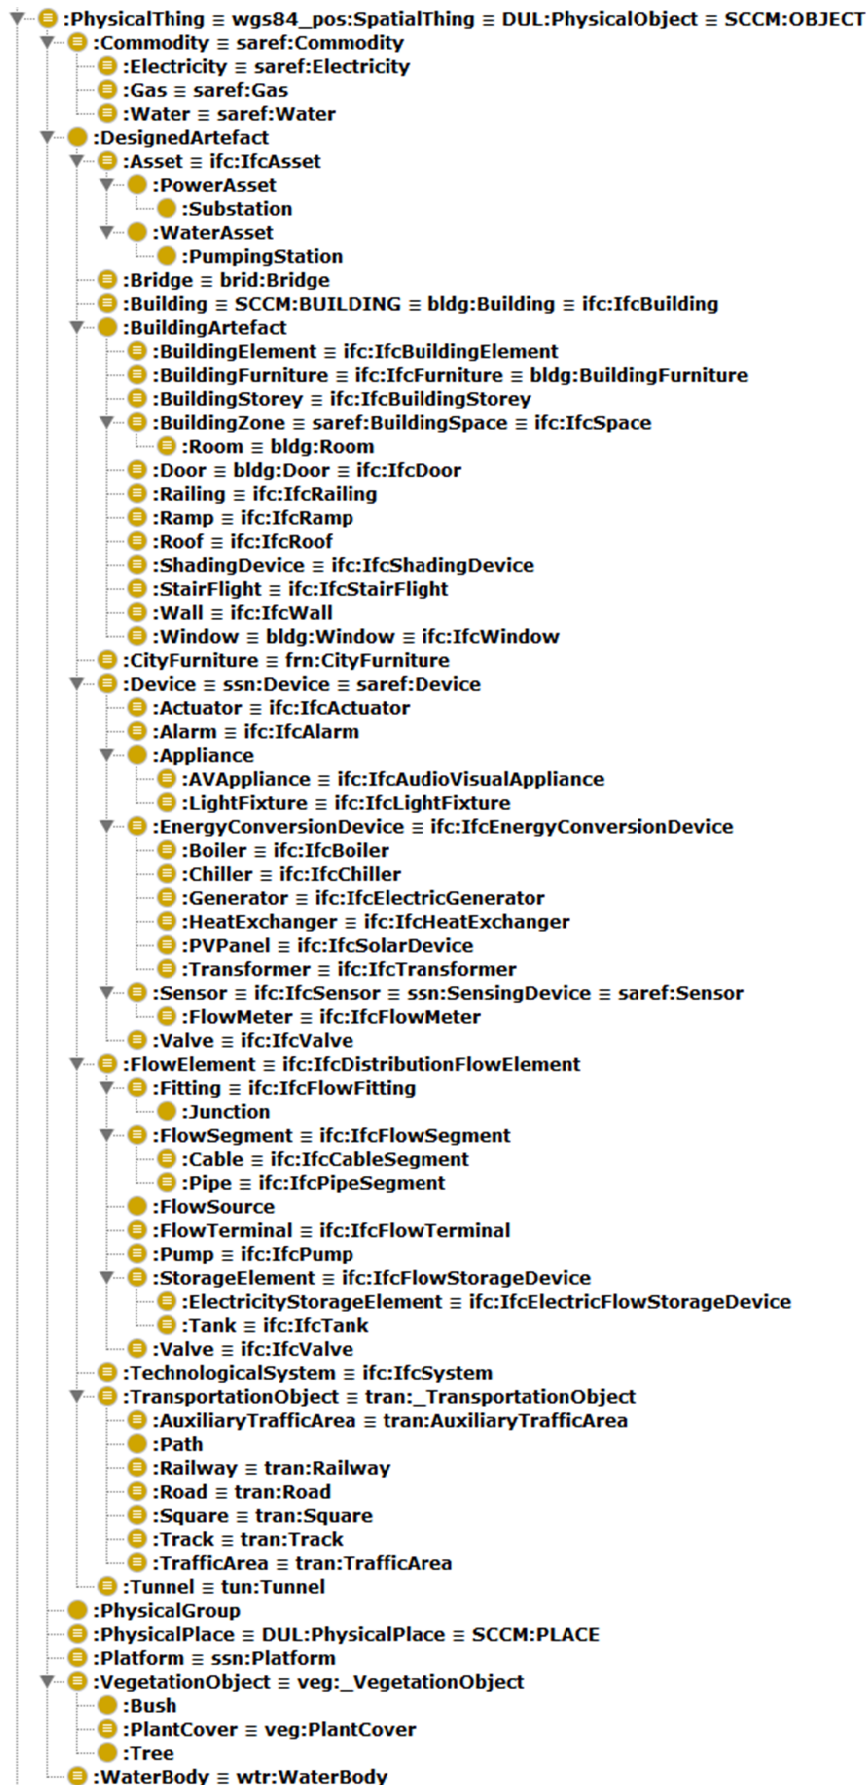 :PhysicalThing ≡ wgs84_pos:SpatialThing ≡ DUL:PhysicalObject ≡ SCCM:OBJECT
:Commodity ≡ saref:Commodity
:Electricity ≡ saref:Electricity
:Gas ≡ saref:Gas
:Water ≡ saref:Water
:DesignedArtefact
:Asset ≡ ifc:IfcAsset
:PowerAsset
:Substation
:WaterAsset
:PumpingStation
:Bridge ≡ brid:Bridge
:Building ≡ SCCM:BUILDING ≡ bldg:Building ≡ ifc:IfcBuilding
:BuildingArtefact
:BuildingElement ≡ ifc:IfcBuildingElement
:BuildingFurniture ≡ ifc:IfcFurniture ≡ bldg:BuildingFurniture
:BuildingStorey ≡ ifc:IfcBuildingStorey
:BuildingZone ≡ saref:BuildingSpace ≡ ifc:IfcSpace
:Room ≡ bldg:Room
:Door ≡ bldg:Door ≡ ifc:IfcDoor
:Railing ≡ ifc:IfcRailing
:Ramp ≡ ifc:IfcRamp
:Roof ≡ ifc:IfcRoof
:ShadingDevice ≡ ifc:IfcShadingDevice
:StairFlight ≡ ifc:IfcStairFlight
:Wall ≡ ifc:IfcWall
:Window ≡ bldg:Window ≡ ifc:IfcWindow
:CityFurniture ≡ frn:CityFurniture
:Device ≡ ssn:Device ≡ saref:Device
:Actuator ≡ ifc:IfcActuator
:Alarm ≡ ifc:IfcAlarm
:Appliance
:AVAppliance ≡ ifc:IfcAudioVisualAppliance
:LightFixture ≡ ifc:IfcLightFixture
:EnergyConversionDevice ≡ ifc:IfcEnergyConversionDevice
:Boiler ≡ ifc:IfcBoiler
:Chiller ≡ ifc:IfcChiller
:Generator ≡ ifc:IfcElectricGenerator
:HeatExchanger ≡ ifc:IfcHeatExchanger
:PVPanel ≡ ifc:IfcSolarDevice
:Transformer ≡ ifc:IfcTransformer
:Sensor ≡ ifc:IfcSensor ≡ ssn:SensingDevice ≡ saref:Sensor
:FlowMeter ≡ ifc:IfcFlowMeter
:Valve ≡ ifc:IfcValve
:FlowElement ≡ ifc:IfcDistributionFlowElement
:Fitting ≡ ifc:IfcFlowFitting
:Junction
:FlowSegment ≡ ifc:IfcFlowSegment
:Cable ≡ ifc:IfcCableSegment
:Pipe ≡ ifc:IfcPipeSegment
:FlowSource
:FlowTerminal ≡ ifc:IfcFlowTerminal
:Pump ≡ ifc:IfcPump
:StorageElement ≡ ifc:IfcFlowStorageDevice
:ElectricityStorageElement ≡ ifc:IfcElectricFlowStorageDevice
:Tank ≡ ifc:IfcTank
:Valve ≡ ifc:IfcValve
:TechnologicalSystem ≡ ifc:IfcSystem
:TransportationObject ≡ tran:_TransportationObject
:AuxiliaryTrafficArea ≡ tran:AuxiliaryTrafficArea
:Path
:Railway ≡ tran:Railway
:Road ≡ tran:Road
:Square ≡ tran:Square
:Track ≡ tran:Track
:TrafficArea ≡ tran:TrafficArea
:Tunnel ≡ tun:Tunnel
:PhysicalGroup
:PhysicalPlace ≡ DUL:PhysicalPlace ≡ SCCM:PLACE
:Platform ≡ ssn:Platform
:VegetationObject ≡ veg:_VegetationObject
:Bush
:PlantCover ≡ veg:PlantCover
:Tree
:WaterBody ≡ wtr:WaterBody